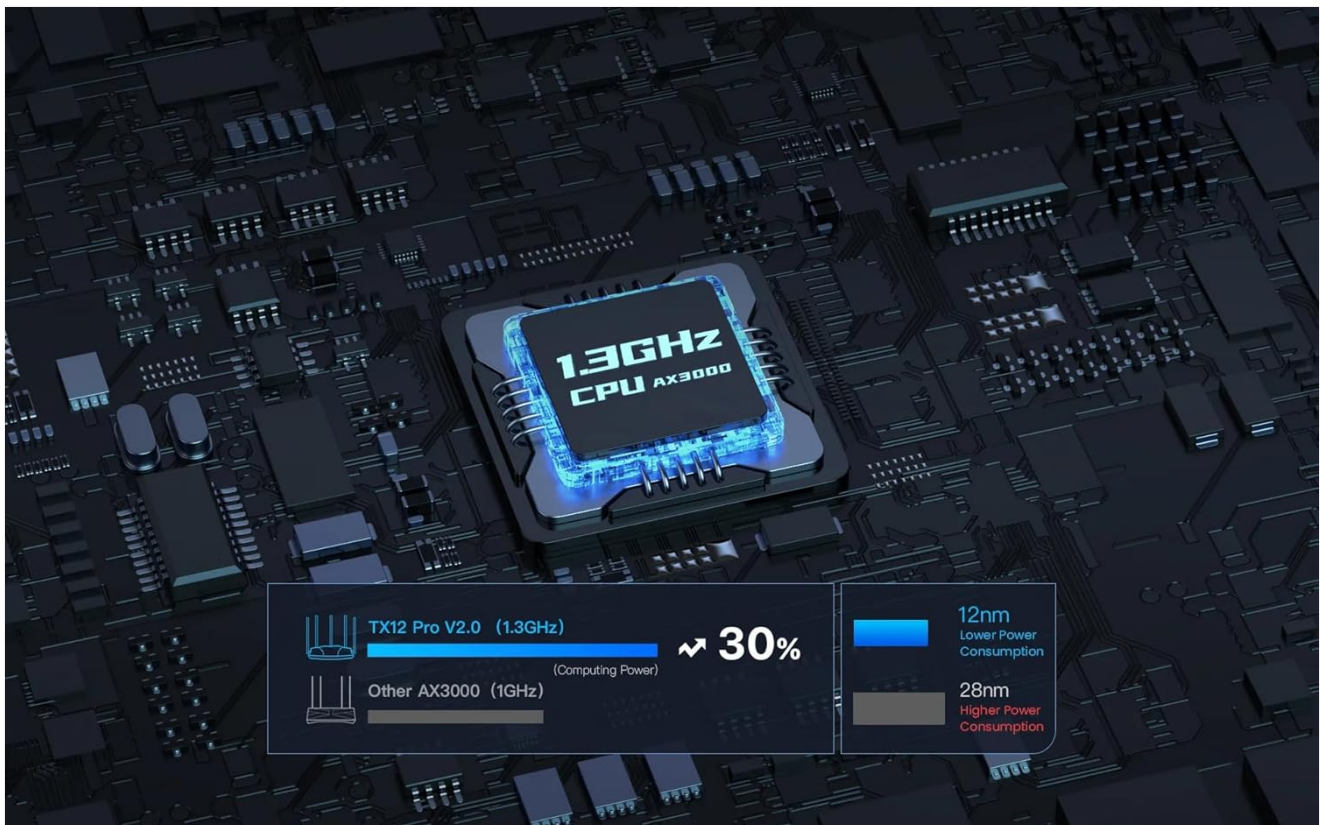 1.3GHz
CPU AX3000
TX12 Pro V2.0 (1.3GHz)
30%
(Computing Power)
Other AX3000 (1GHz)
12nm
Lower Power
Consumption
28nm
Higher Power
Consumption